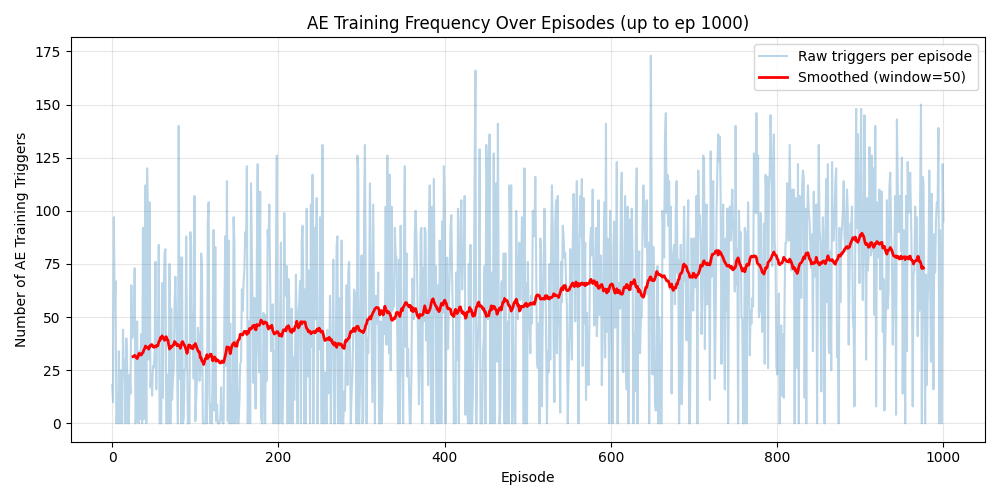 AE Training Frequency Over Episodes (up to ep 1000)
Raw triggers per episode
Smoothed (window=50)
Number of AE Training Triggers
175
150
125
100
75
50
25
0
0 200 400 600 800 1000
Episode